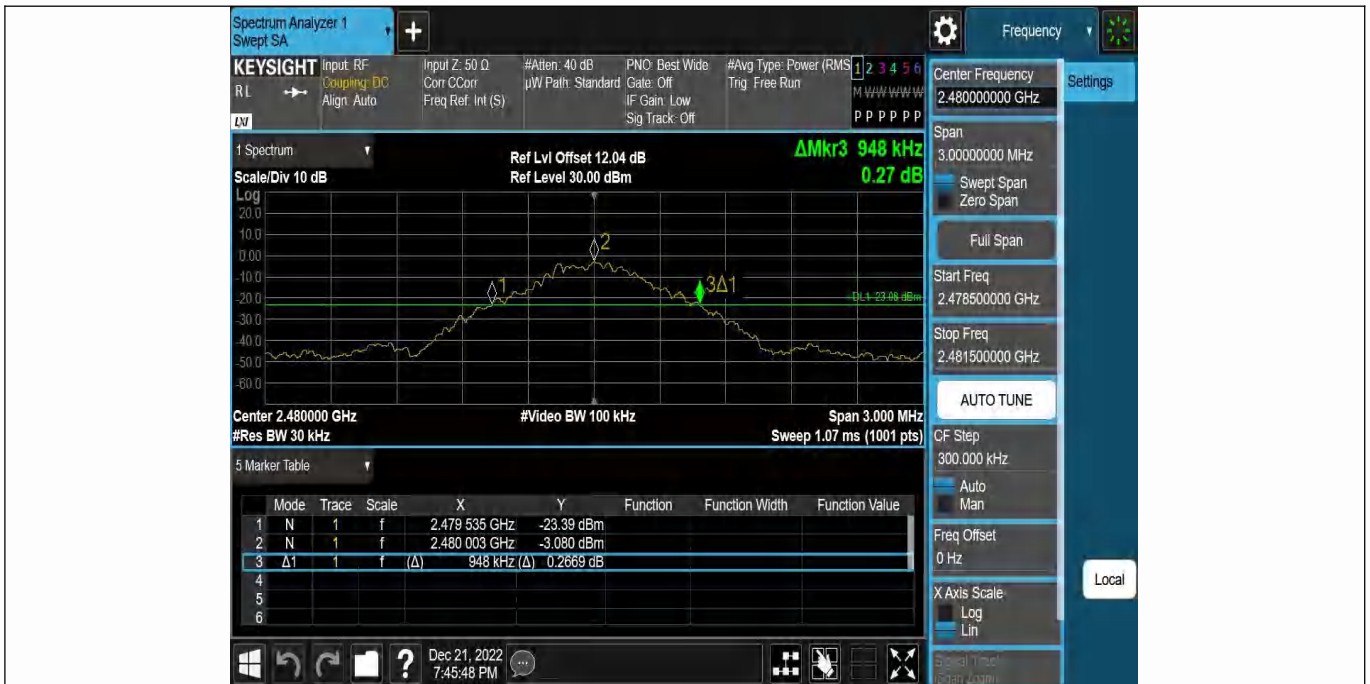 Spectrum Analyzer 1
Swept SA
+
Frequency
KEYSIGHT
RL
LXI
Input: RF
Coupling: DC
Align: Auto
Input Z: 50 Ω
Corr CCorr
Freq Ref: Int (S)
#Atten: 40 dB
µW Path: Standard
PNO: Best Wide
Gate: Off
IF Gain: Low
Sig Track: Off
#Avg Type: Power (RMS
Trig: Free Run
1 2 3 4 5 6
M W W W W W
P P P P P P
1 Spectrum
Scale/Div 10 dB
Ref Lvl Offset 12.04 dB
Ref Level 30.00 dBm
ΔMkr3 948 kHz
0.27 dB
Log
20.0
10.0
0.00
-10.0
-20.0
-30.0
-40.0
-50.0
-60.0
1
2
3Δ1
DL1 -23.08 dBm
Center 2.480000 GHz
#Video BW 100 kHz
Span 3.000 MHz
#Res BW 30 kHz
Sweep 1.07 ms (1001 pts)
5 Marker Table
Mode Trace Scale X Y Function Function Width Function Value
1 N 1 f 2.479 535 GHz -23.39 dBm
2 N 1 f 2.480 003 GHz -3.080 dBm
3 Δ1 1 f (Δ) 948 kHz (Δ) 0.2669 dB
4
5
6
?
Dec 21, 2022
7:45:48 PM
Center Frequency
2.480000000 GHz
Settings
Span
3.00000000 MHz
Swept Span
Zero Span
Full Span
Start Freq
2.478500000 GHz
Stop Freq
2.481500000 GHz
AUTO TUNE
CF Step
300.000 kHz
Auto
Man
Freq Offset
0 Hz
X Axis Scale
Log
Lin
Signal Track
(Span Zoom)
Local